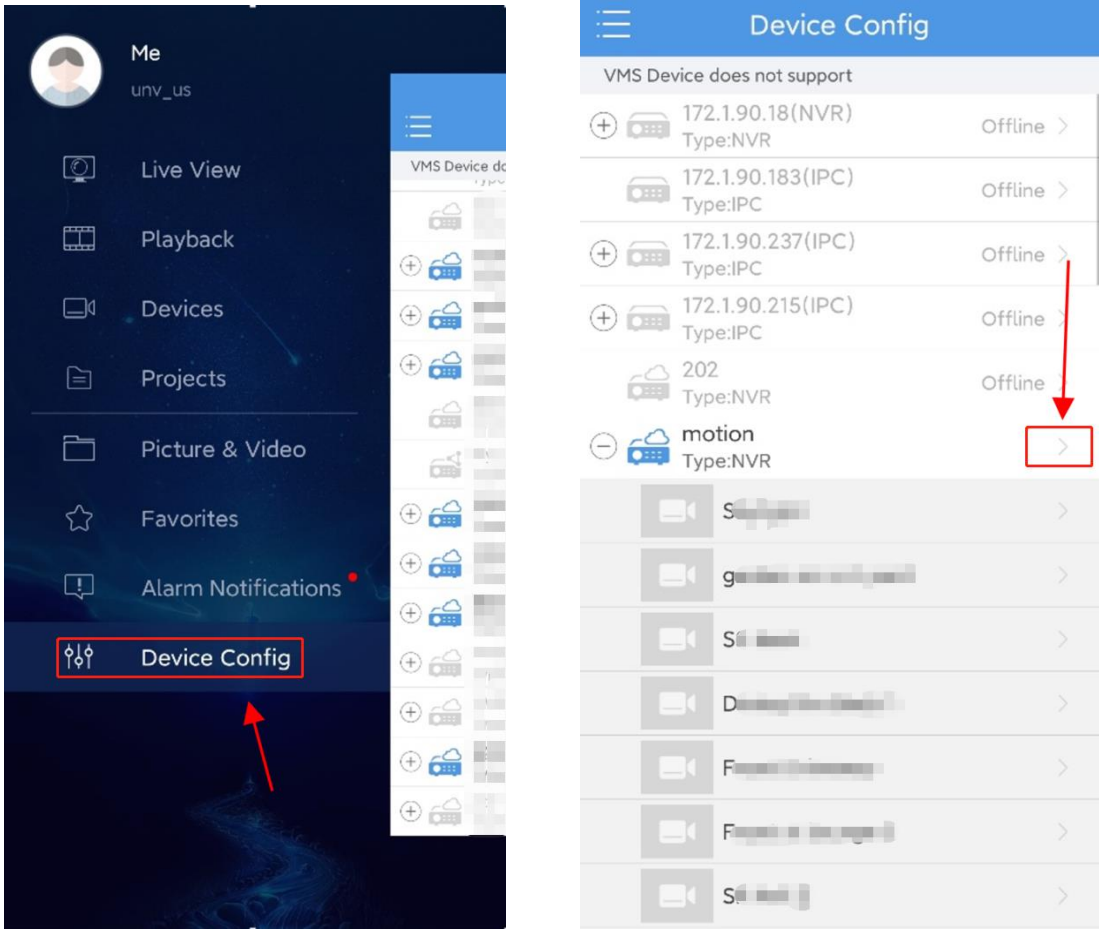 Me
unv_us
Live View
Playback
Devices
Projects
Picture & Video
Favorites
Alarm Notifications
Device Config
VMS Device do
Device Config
VMS Device does not support
172.1.90.18(NVR)
Type:NVR
Offline
172.1.90.183(IPC)
Type:IPC
Offline
172.1.90.237(IPC)
Type:IPC
Offline
172.1.90.215(IPC)
Type:IPC
Offline
202
Type:NVR
Offline
motion
Type:NVR